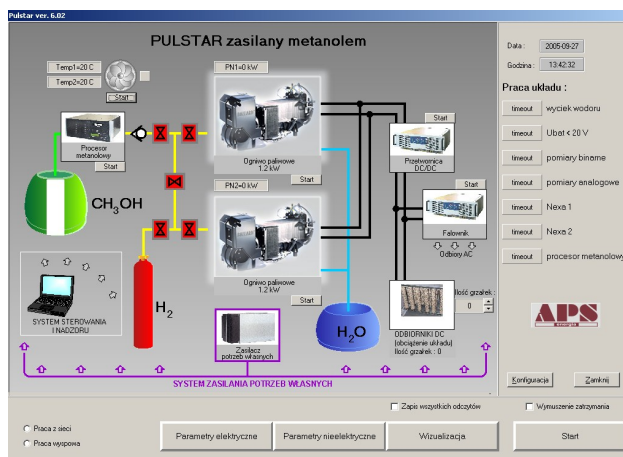 Pulstar ver. 6.02
PULSTAR zasilany metanolem
Data :
2005-09-27
Godzina :
13:42:32
Praca układu :
Temp1=20 C
Temp2=20 C
Start
PN1=0 kW
Start
timeout
wyciek wodoru
timeout
Ubat < 20 V
timeout
pomiary binarne
timeout
pomiary analogowe
timeout
Nexa 1
timeout
Nexa 2
timeout
procesor metanolowy
Procesor
metanolowy
Start
Ogniwo paliwowe
1.2 kW
Start
Przetwornica
DC/DC
Start
CH3OH
PN2=0 kW
Falownik
Odbiory AC
Ogniwo paliwowe
1.2 kW
Start
Ilość grzałek :
0
SYSTEM STEROWANIA
I NADZORU
H2
H2O
ODBIORNIKI DC
(obciążenie układu)
Ilość grzałek : 0
Zasilacz
potrzeb własnych
SYSTEM ZASILANIA POTRZEB WŁASNYCH
APS
energia
Konfiguracja
Zamknij
Zapis wszystkich odczytów
Wymuszenie zatrzymania
Praca z sieci
Praca wyspowa
Parametry elektryczne
Parametry nieelektryczne
Wizualizacja
Start